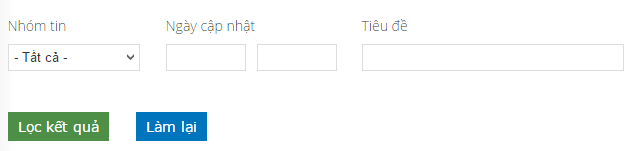 Nhóm tin Ngày cập nhật Tiêu đề
- Tất cả -
Lọc kết quả Làm lại